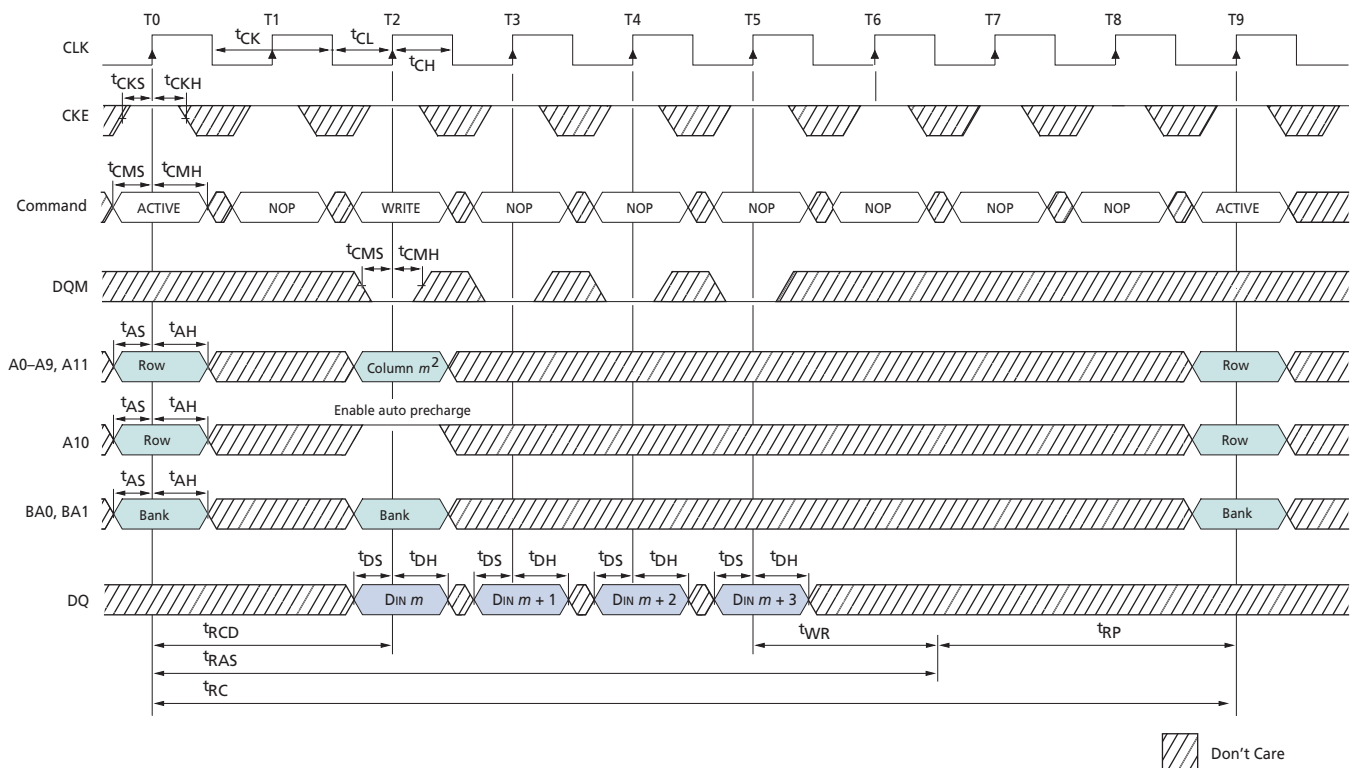 T0 T1 T2 T3 T4 T5 T6 T7 T8 T9
CLK
tCK tCL
tCH
tCKS tCKH
CKE
tCMS tCMH
Command ACTIVE NOP WRITE NOP NOP NOP NOP NOP NOP ACTIVE
tCMS tCMH
DQM
tAS tAH
A0–A9, A11 Row Column m² Row
tAS tAH Enable auto precharge
A10 Row Row
tAS tAH
BA0, BA1 Bank Bank Bank
tDS tDH tDS tDH tDS tDH tDS tDH
DQ DIN m DIN m + 1 DIN m + 2 DIN m + 3
tRCD tWR tRP
tRAS
tRC
Don't Care